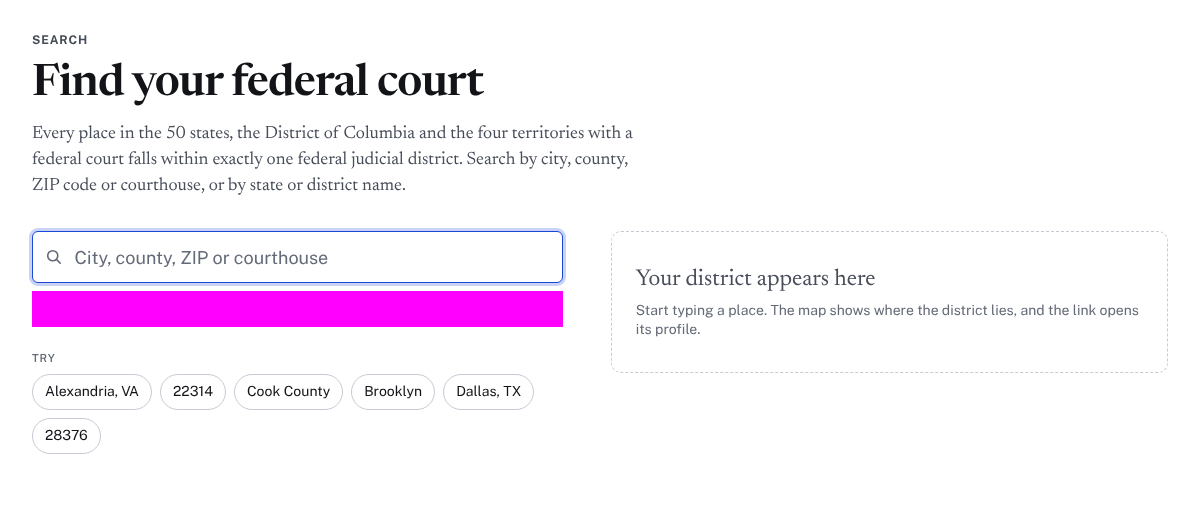 SEARCH
Find your federal court
Every place in the 50 states, the District of Columbia and the four territories with a
federal court falls within exactly one federal judicial district. Search by city, county,
ZIP code or courthouse, or by state or district name.
City, county, ZIP or courthouse
TRY
Alexandria, VA
22314
Cook County
Brooklyn
Dallas, TX
28376
Your district appears here
Start typing a place. The map shows where the district lies, and the link opens
its profile.